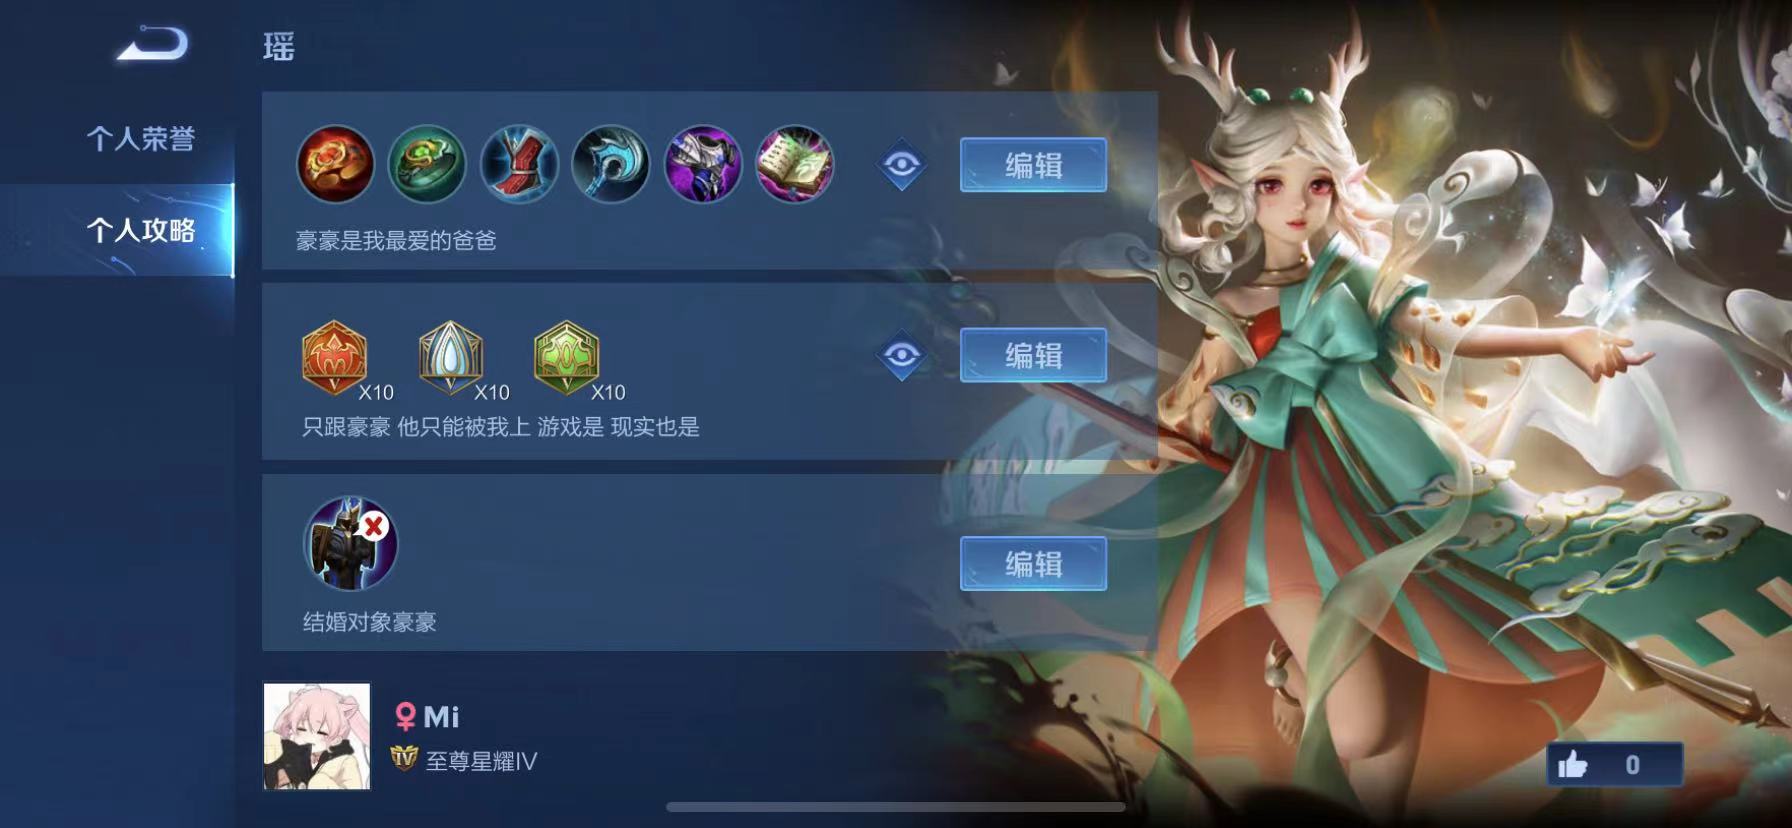 瑶
个人荣誉
个人攻略
编辑
豪豪是我最爱的爸爸
X10
X10
X10
编辑
只跟豪豪 他只能被我上 游戏是 现实也是
编辑
结婚对象豪豪
Mi
IV 至尊星耀IV
0